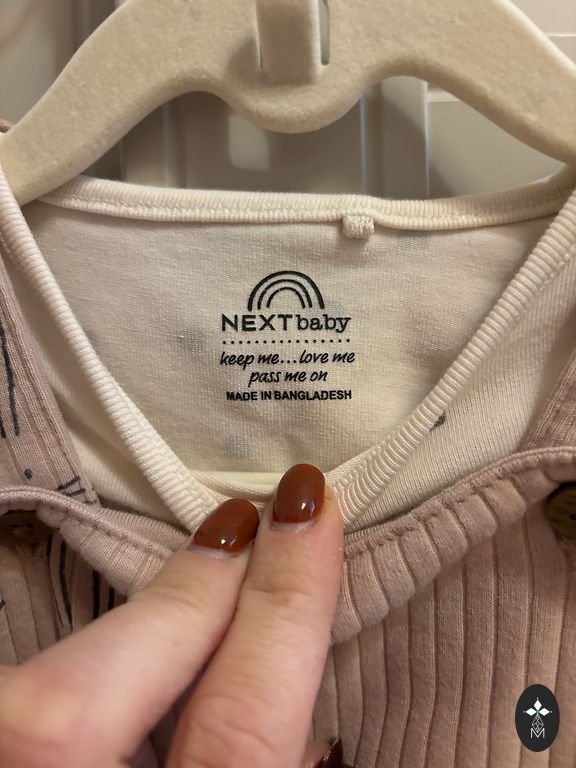 NEXTbaby
keep me...love me
pass me on
MADE IN BANGLADESH
M